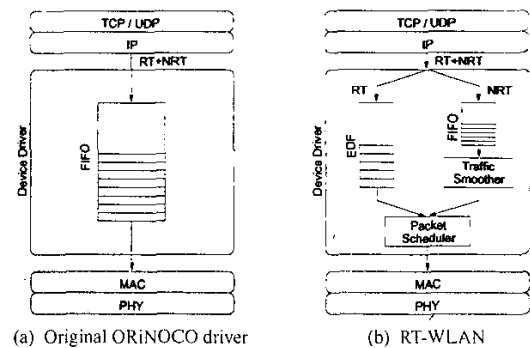 TCP / UDP
IP
RT+NRT
Device Driver
FIFO
MAC
PHY
(a) Original ORiNOCO driver
TCP / UDP
IP
RT+NRT
RT
NRT
Device Driver
EDF
FIFO
Traffic
Smoother
Packet
Scheduler
MAC
PHY
(b) RT-WLAN